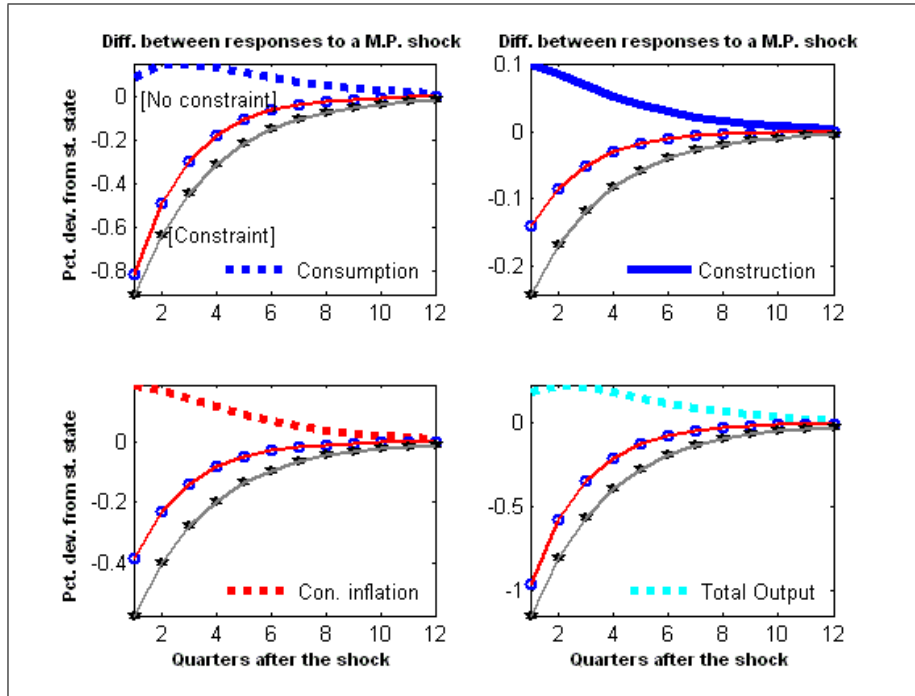 Diff. between responses to a M.P. shock
Diff. between responses to a M.P. shock
Pct. dev. from st. state
0
-0.2
-0.4
-0.6
-0.8
[No constraint]
[Constraint]
Consumption
2 4 6 8 10 12
0.1
0
-0.1
-0.2
Construction
2 4 6 8 10 12
Pct. dev. from st. state
0
-0.2
-0.4
Con. inflation
2 4 6 8 10 12
Quarters after the shock
0
-0.5
-1
Total Output
2 4 6 8 10 12
Quarters after the shock